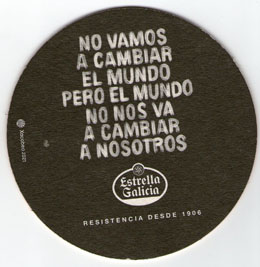 NO VAMOS
A CAMBIAR
EL MUNDO
PERO EL MUNDO
NO NOS VA
A CAMBIAR
A NOSOTROS
Estrella
Galicia
RESISTENCIA DESDE 1906